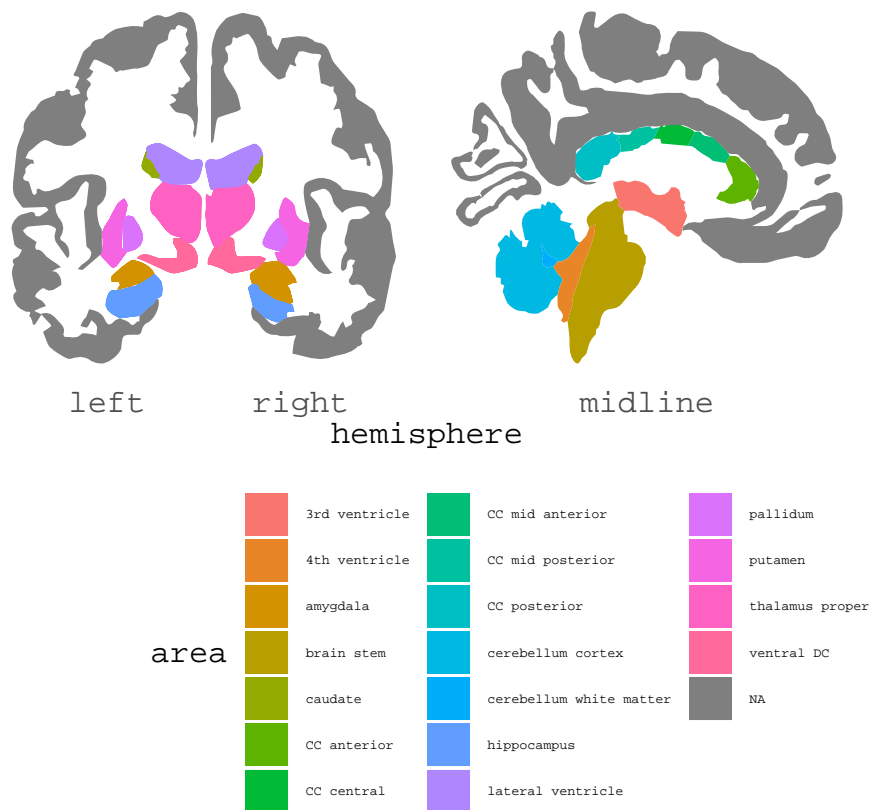 left right midline
hemisphere
area
3rd ventricle
4th ventricle
amygdala
brain stem
caudate
CC anterior
CC central
CC mid anterior
CC mid posterior
CC posterior
cerebellum cortex
cerebellum white matter
hippocampus
lateral ventricle
pallidum
putamen
thalamus proper
ventral DC
NA